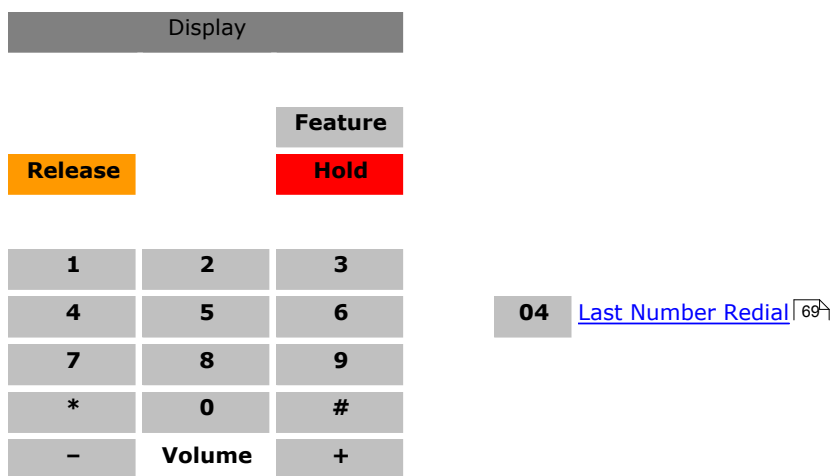 Display
Feature
Release Hold
1 2 3
4 5 6 04 Last Number Redial 69
7 8 9
* 0 #
– Volume +